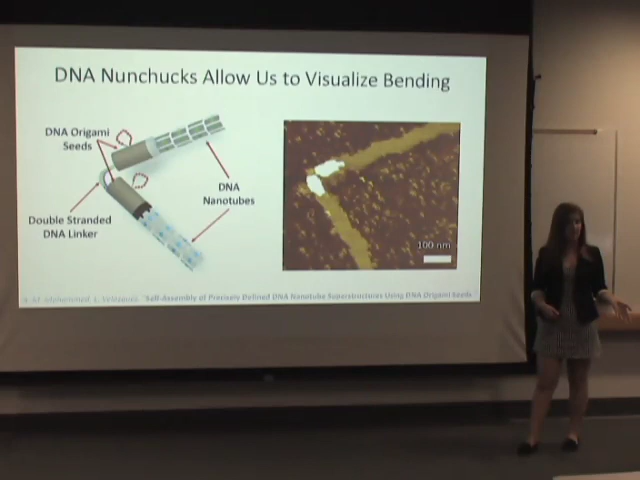 DNA Nunchucks Allow Us to Visualize Bending
DNA Origami
Seeds
DNA
Nanotubes
Double Stranded
DNA Linker
100 nm
Self-Assembly of Precisely Defined DNA Nanotube Superstructures Using DNA Origami Seeds